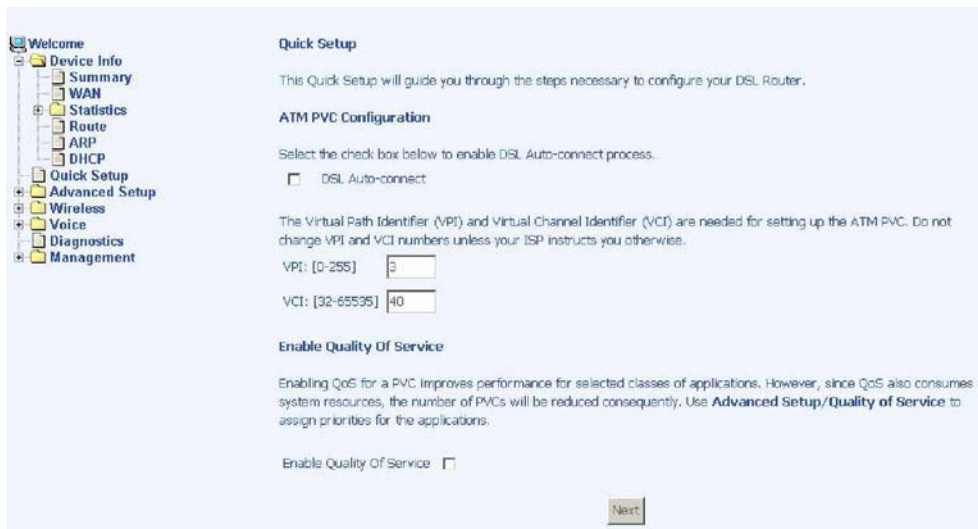 Welcome
Device Info
Summary
WAN
Statistics
Route
ARP
DHCP
Quick Setup
Advanced Setup
Wireless
Voice
Diagnostics
Management
Quick Setup
This Quick Setup will guide you through the steps necessary to configure your DSL Router.
ATM PVC Configuration
Select the check box below to enable DSL Auto-connect process.
DSL Auto-connect
The Virtual Path Identifier (VPI) and Virtual Channel Identifier (VCI) are needed for setting up the ATM PVC. Do not
change VPI and VCI numbers unless your ISP instructs you otherwise.
VPI: [0-255] 3
VCI: [32-65535] 40
Enable Quality Of Service
Enabling QoS for a PVC improves performance for selected classes of applications. However, since QoS also consumes
system resources, the number of PVCs will be reduced consequently. Use Advanced Setup/Quality of Service to
assign priorities for the applications.
Enable Quality Of Service
Next